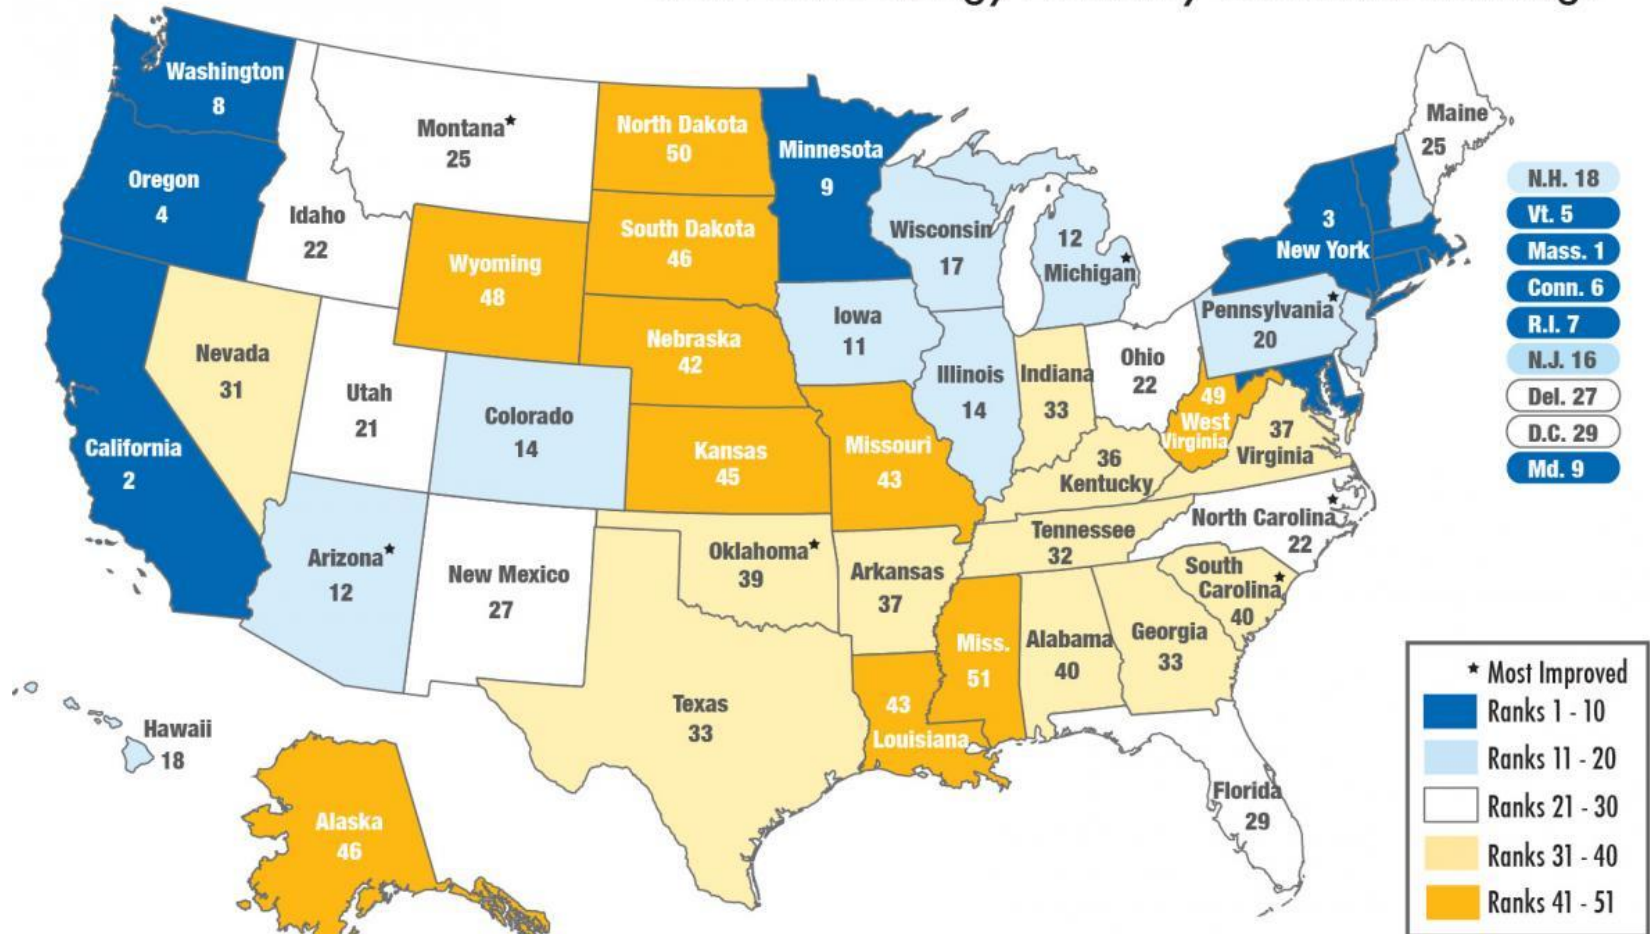 Washington
8
Montana★
25
North Dakota
50
Minnesota
9
Maine
25
Oregon
4
Idaho
22
Wyoming
48
South Dakota
46
Wisconsin
17
12
Michigan★
3
New York
N.H. 18
Vt. 5
Mass. 1
Conn. 6
R.I. 7
N.J. 16
Del. 27
D.C. 29
Md. 9
Nevada
31
Utah
21
Colorado
14
Nebraska
42
Iowa
11
Illinois
14
Indiana
33
Ohio
22
Pennsylvania★
20
California
2
Kansas
45
Missouri
43
36
Kentucky
49
West
Virginia
37
Virginia
Arizona★
12
New Mexico
27
Oklahoma★
39
Arkansas
37
Tennessee
32
North Carolina★
22
South
Carolina★
40
Texas
33
43
Louisiana
Miss.
51
Alabama
40
Georgia
33
Florida
29
Hawaii
18
Alaska
46
★ Most Improved
Ranks 1 - 10
Ranks 11 - 20
Ranks 21 - 30
Ranks 31 - 40
Ranks 41 - 51